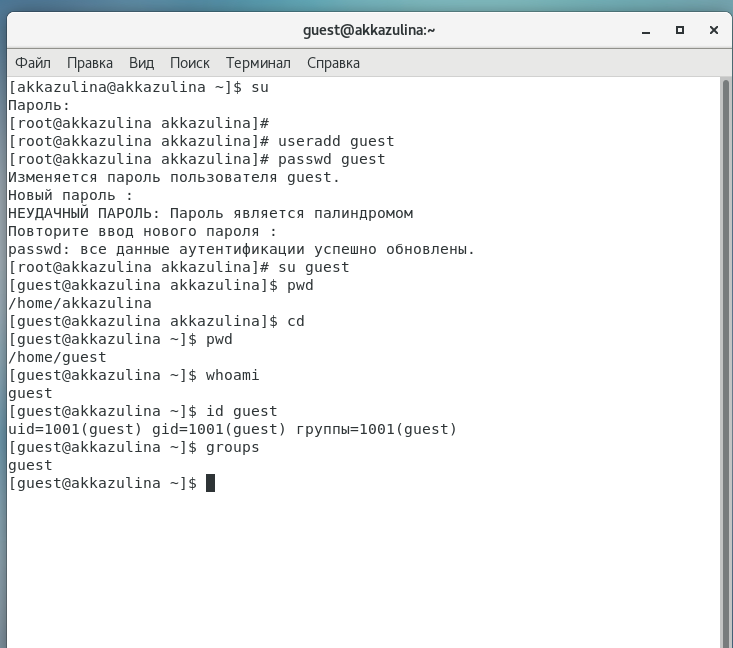 guest@akkazulina:~
Файл Правка Вид Поиск Терминал Справка
[akkazulina@akkazulina ~]$ su
Пароль:
[root@akkazulina akkazulina]#
[root@akkazulina akkazulina]# useradd guest
[root@akkazulina akkazulina]# passwd guest
Изменяется пароль пользователя guest.
Новый пароль :
НЕУДАЧНЫЙ ПАРОЛЬ: Пароль является палиндромом
Повторите ввод нового пароля :
passwd: все данные аутентификации успешно обновлены.
[root@akkazulina akkazulina]# su guest
[guest@akkazulina akkazulina]$ pwd
/home/akkazulina
[guest@akkazulina akkazulina]$ cd
[guest@akkazulina ~]$ pwd
/home/guest
[guest@akkazulina ~]$ whoami
guest
[guest@akkazulina ~]$ id guest
uid=1001(guest) gid=1001(guest) группы=1001(guest)
[guest@akkazulina ~]$ groups
guest
[guest@akkazulina ~]$